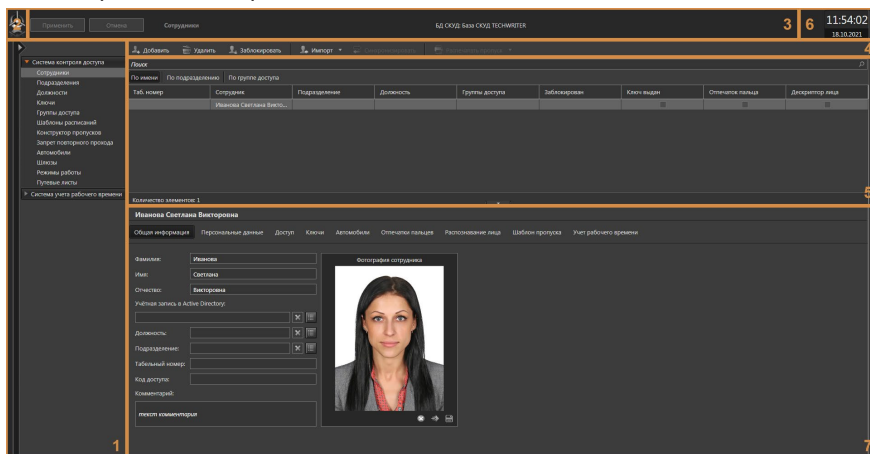 Применить Отмена Сотрудники БД СКУД: База СКУД TECHWRITER 3 6 11:54:02
18.10.2021
Добавить Удалить Заблокировать Импорт 4
Система контроля доступа
Сотрудники
Подразделения
Должности
Ключи
Группы доступа
Шаблоны расписаний
Конструктор пропусков
Запрет повторного прохода
Автомобили
Шлюзы
Режимы работы
Путевые листы
Система учета рабочего времени
1
Поиск
По имени По подразделению По группе доступа
Таб. номер Сотрудник Подразделение Должность Группы доступа Заблокирован Ключ выдан Отпечаток пальца Дескриптор лица
Иванова Светлана Викто...
Количество элементов: 1 5
Иванова Светлана Викторовна
Общая информация Персональные данные Доступ Ключи Автомобили Отпечатки пальцев Распознавание лица Шаблон пропуска Учет рабочего времени
Фамилия: Иванова
Имя: Светлана
Отчество: Викторовна
Учётная запись в Active Directory:
Должность:
Подразделение:
Табельный номер:
Код доступа:
Комментарий:
текст комментария
Фотография сотрудника
7